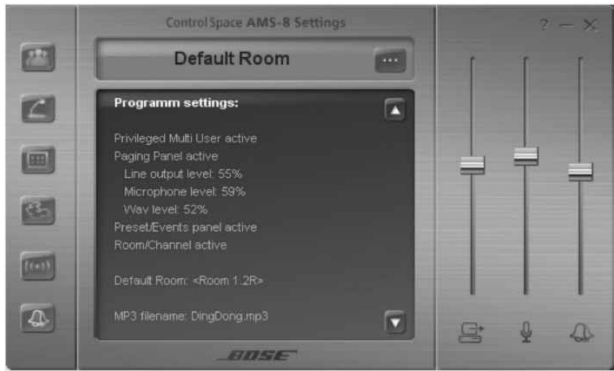 ControlSpace AMS-8 Settings
? — X
Default Room
...
Programm settings:
Privileged Multi User active
Paging Panel active
Line output level: 55%
Microphone level: 59%
Wav level: 52%
Preset/Events panel active
Room/Channel active
Default Room: <Room 1.2R>
MP3 filename: DingDong.mp3
BOSE